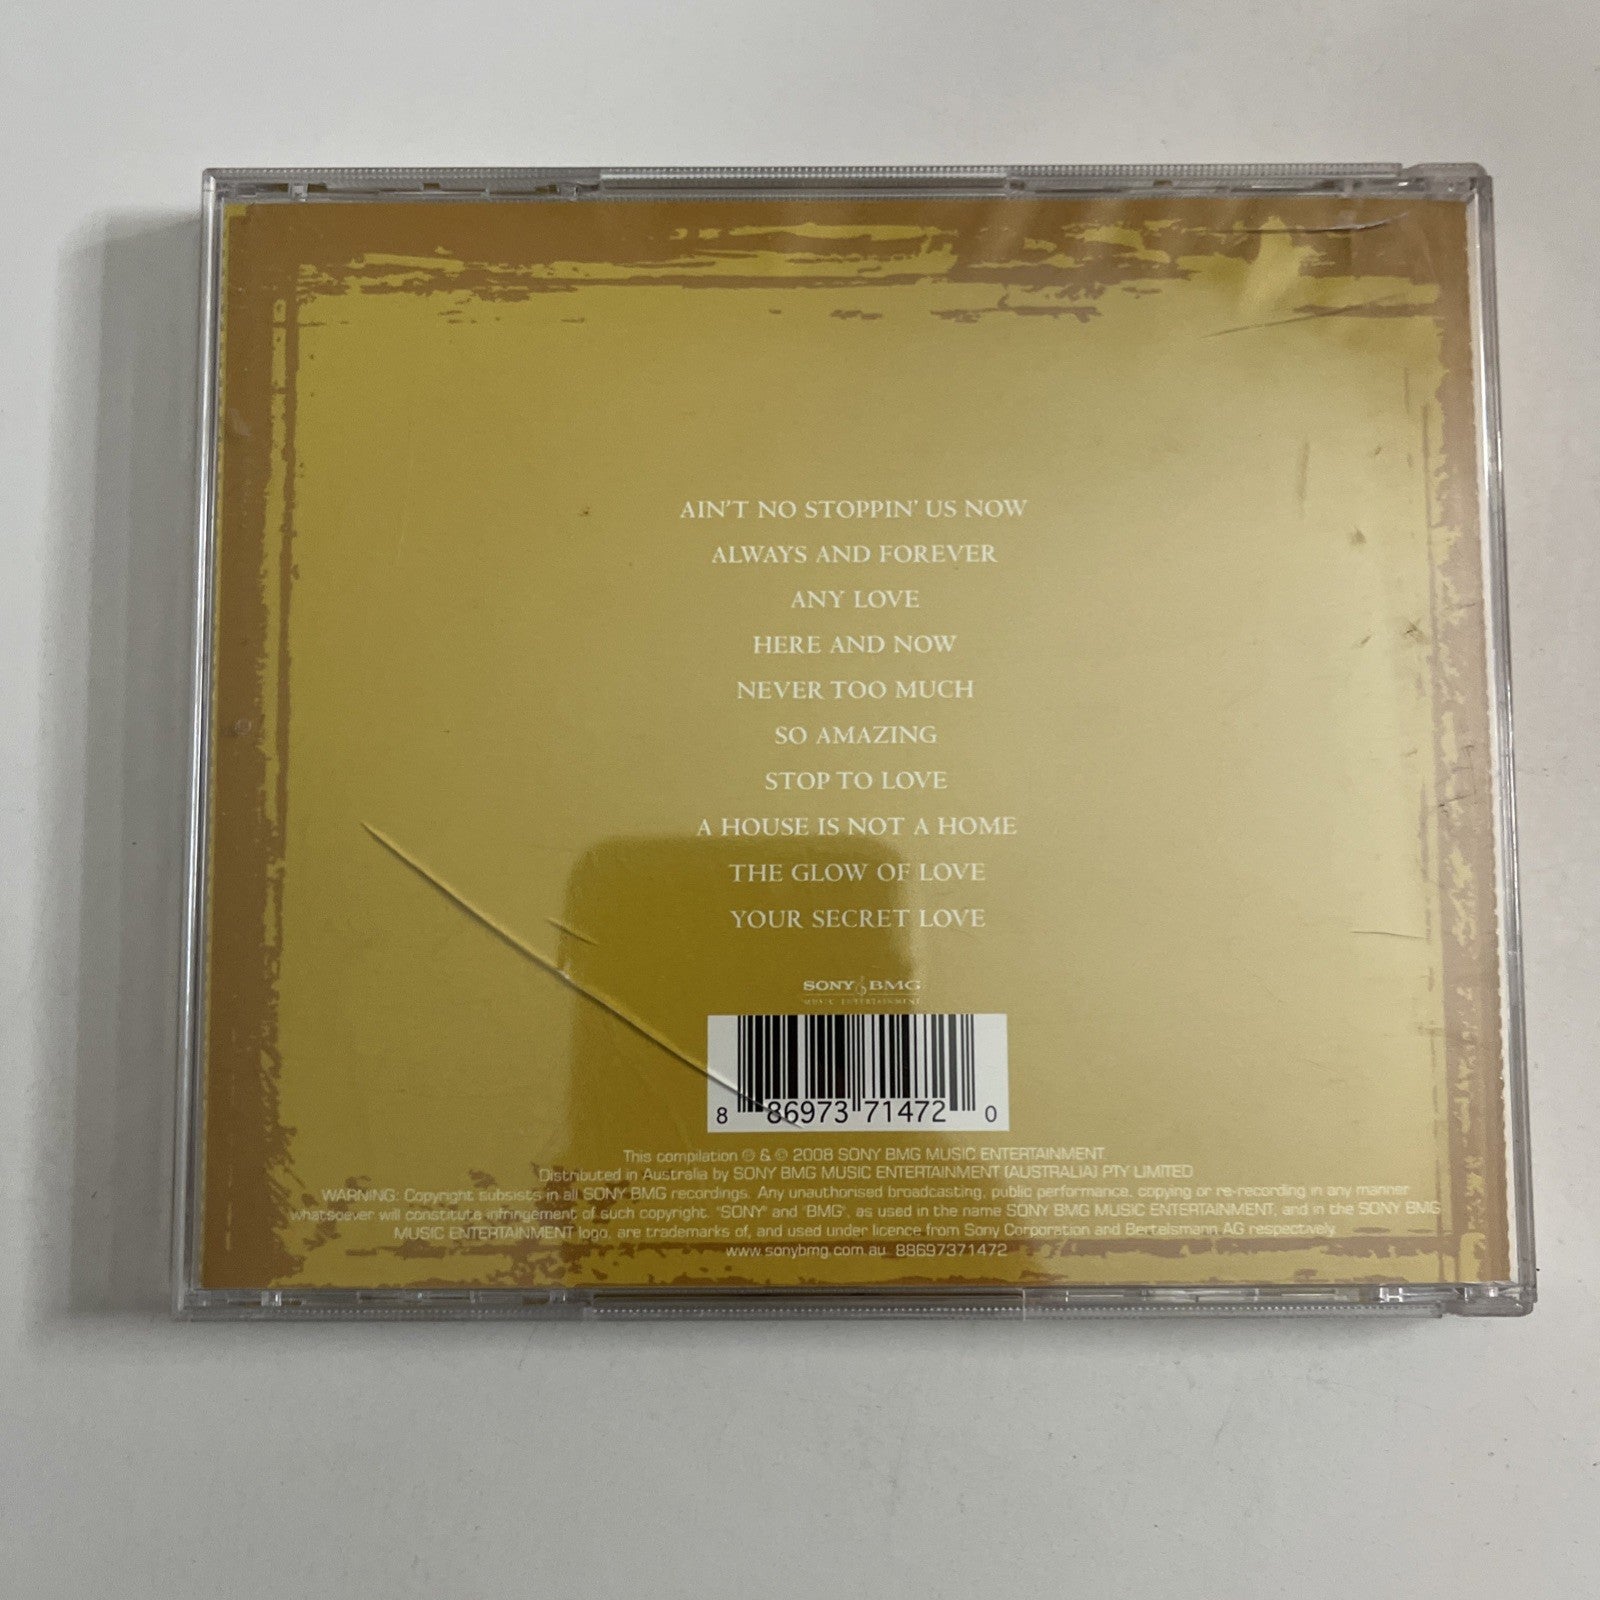 AIN'T NO STOPPIN' US NOW
ALWAYS AND FOREVER
ANY LOVE
HERE AND NOW
NEVER TOO MUCH
SO AMAZING
STOP TO LOVE
A HOUSE IS NOT A HOME
THE GLOW OF LOVE
YOUR SECRET LOVE
SONY BMG
MUSIC ENTERTAINMENT
8 86973 71472 0
This compilation ℗ & © 2008 SONY BMG MUSIC ENTERTAINMENT.
Distributed in Australia by SONY BMG MUSIC ENTERTAINMENT (AUSTRALIA) PTY LIMITED
WARNING: Copyright subsists in all SONY BMG recordings. Any unauthorised broadcasting, public performance, copying or re-recording in any manner
whatsoever will constitute infringement of such copyright. "SONY" and "BMG", as used in the name SONY BMG MUSIC ENTERTAINMENT, and in the SONY BMG
MUSIC ENTERTAINMENT logo, are trademarks of, and used under licence from Sony Corporation and Bertelsmann AG respectively.
www.sonybmg.com.au 88697371472